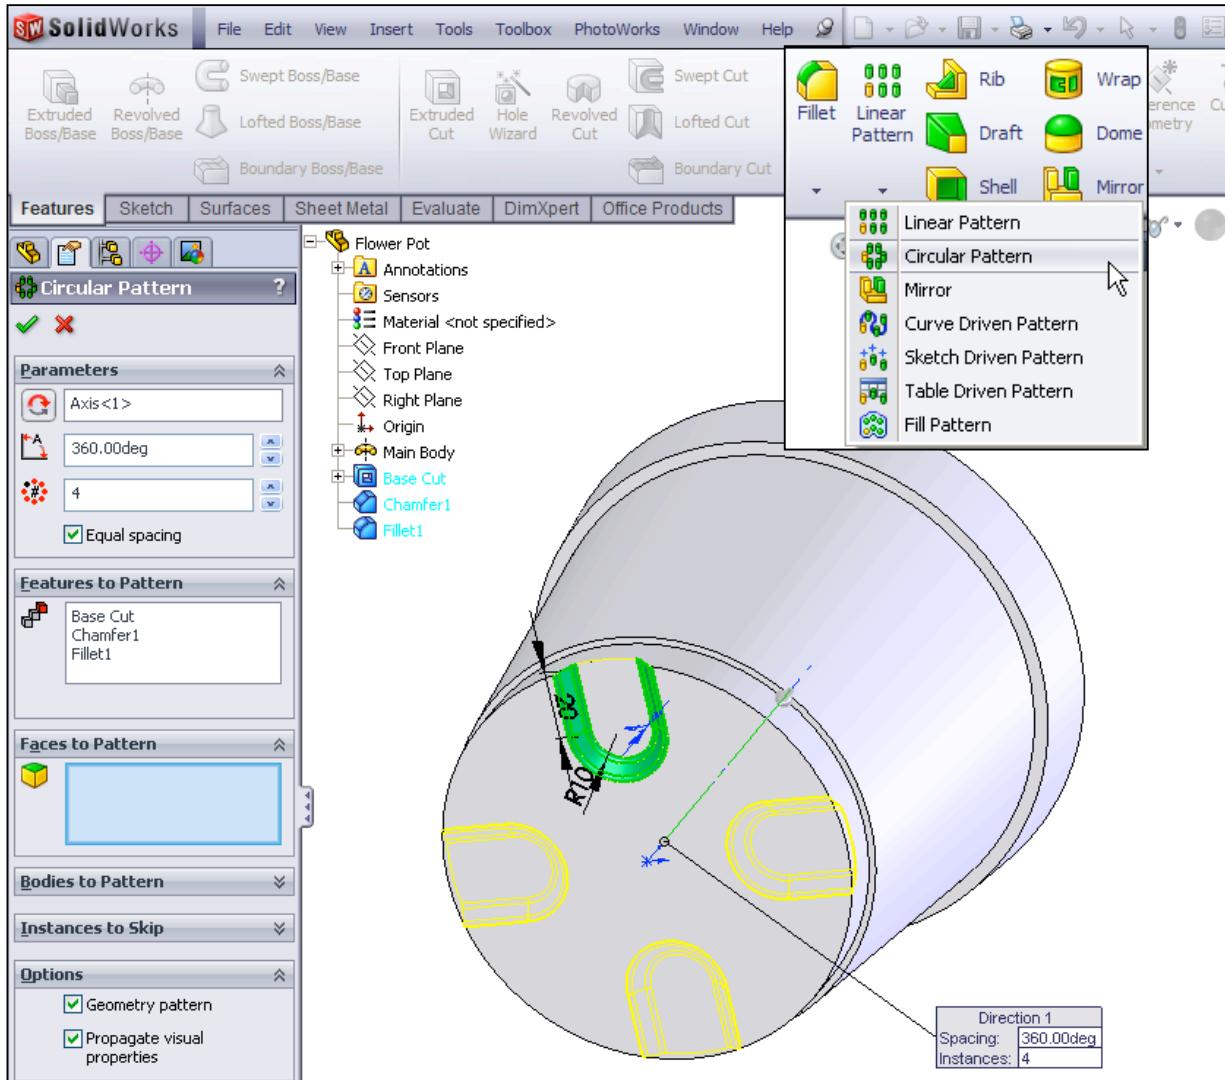 SW SolidWorks File Edit View Insert Tools Toolbox PhotoWorks Window Help
Extruded Boss/Base
Revolved Boss/Base
Swept Boss/Base
Lofted Boss/Base
Boundary Boss/Base
Extruded Cut
Hole Wizard
Revolved Cut
Swept Cut
Lofted Cut
Boundary Cut
Fillet
Linear Pattern
Rib
Draft
Shell
Wrap
Dome
Mirror
Linear Pattern
Circular Pattern
Mirror
Curve Driven Pattern
Sketch Driven Pattern
Table Driven Pattern
Fill Pattern
Features Sketch Surfaces Sheet Metal Evaluate DimXpert Office Products
Circular Pattern ?
Parameters
Axis<1>
360.00deg
4
Equal spacing
Features to Pattern
Base Cut
Chamfer1
Fillet1
Faces to Pattern
Bodies to Pattern
Instances to Skip
Options
Geometry pattern
Propagate visual
properties
Flower Pot
Annotations
Sensors
Material <not specified>
Front Plane
Top Plane
Right Plane
Origin
Main Body
Base Cut
Chamfer1
Fillet1
20
R10
Direction 1
Spacing: 360.00deg
Instances: 4